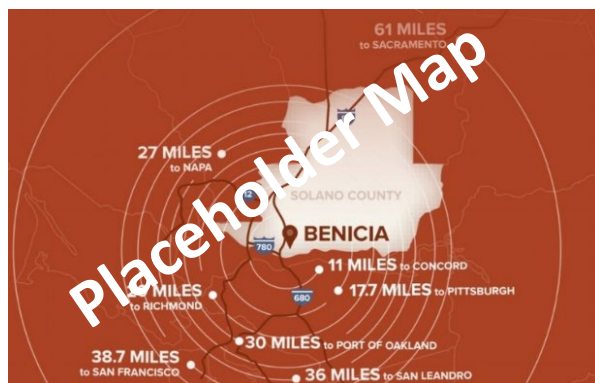 61 MILES
to SACRAMENTO
Placeholder Map
27 MILES
to NAPA
SOLANO COUNTY
BENICIA
780
11 MILES to CONCORD
17.7 MILES to PITTSBURGH
680
MILES
to RICHMOND
30 MILES to PORT OF OAKLAND
38.7 MILES
to SAN FRANCISCO
36 MILES to SAN LEANDRO